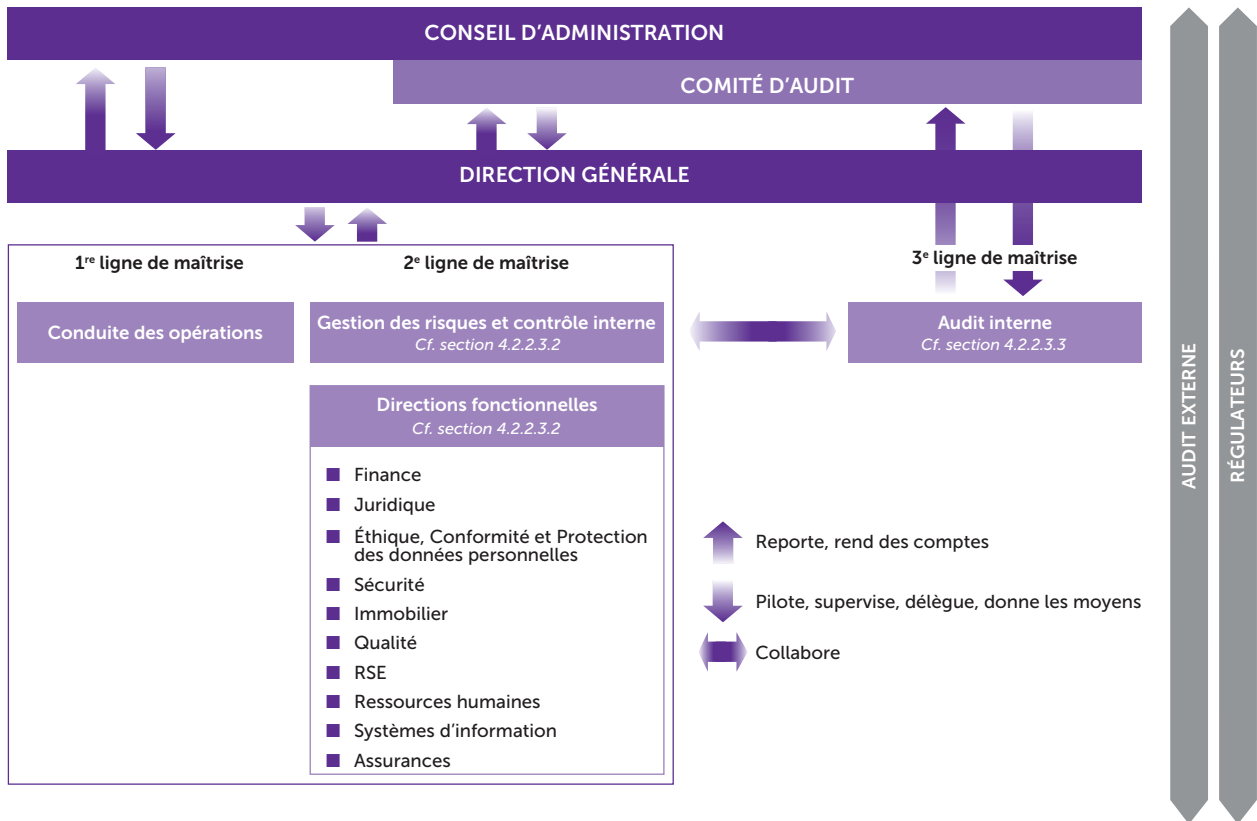 CONSEIL D'ADMINISTRATION
COMITÉ D'AUDIT
DIRECTION GÉNÉRALE
1re ligne de maîtrise
2e ligne de maîtrise
3e ligne de maîtrise
Conduite des opérations
Gestion des risques et contrôle interne
Cf. section 4.2.2.3.2
Audit interne
Cf. section 4.2.2.3.3
Directions fonctionnelles
Cf. section 4.2.2.3.2
Finance
Juridique
Éthique, Conformité et Protection
des données personnelles
Sécurité
Immobilier
Qualité
RSE
Ressources humaines
Systèmes d'information
Assurances
Reporte, rend des comptes
Pilote, supervise, délègue, donne les moyens
Collabore
AUDIT EXTERNE
RÉGULATEURS